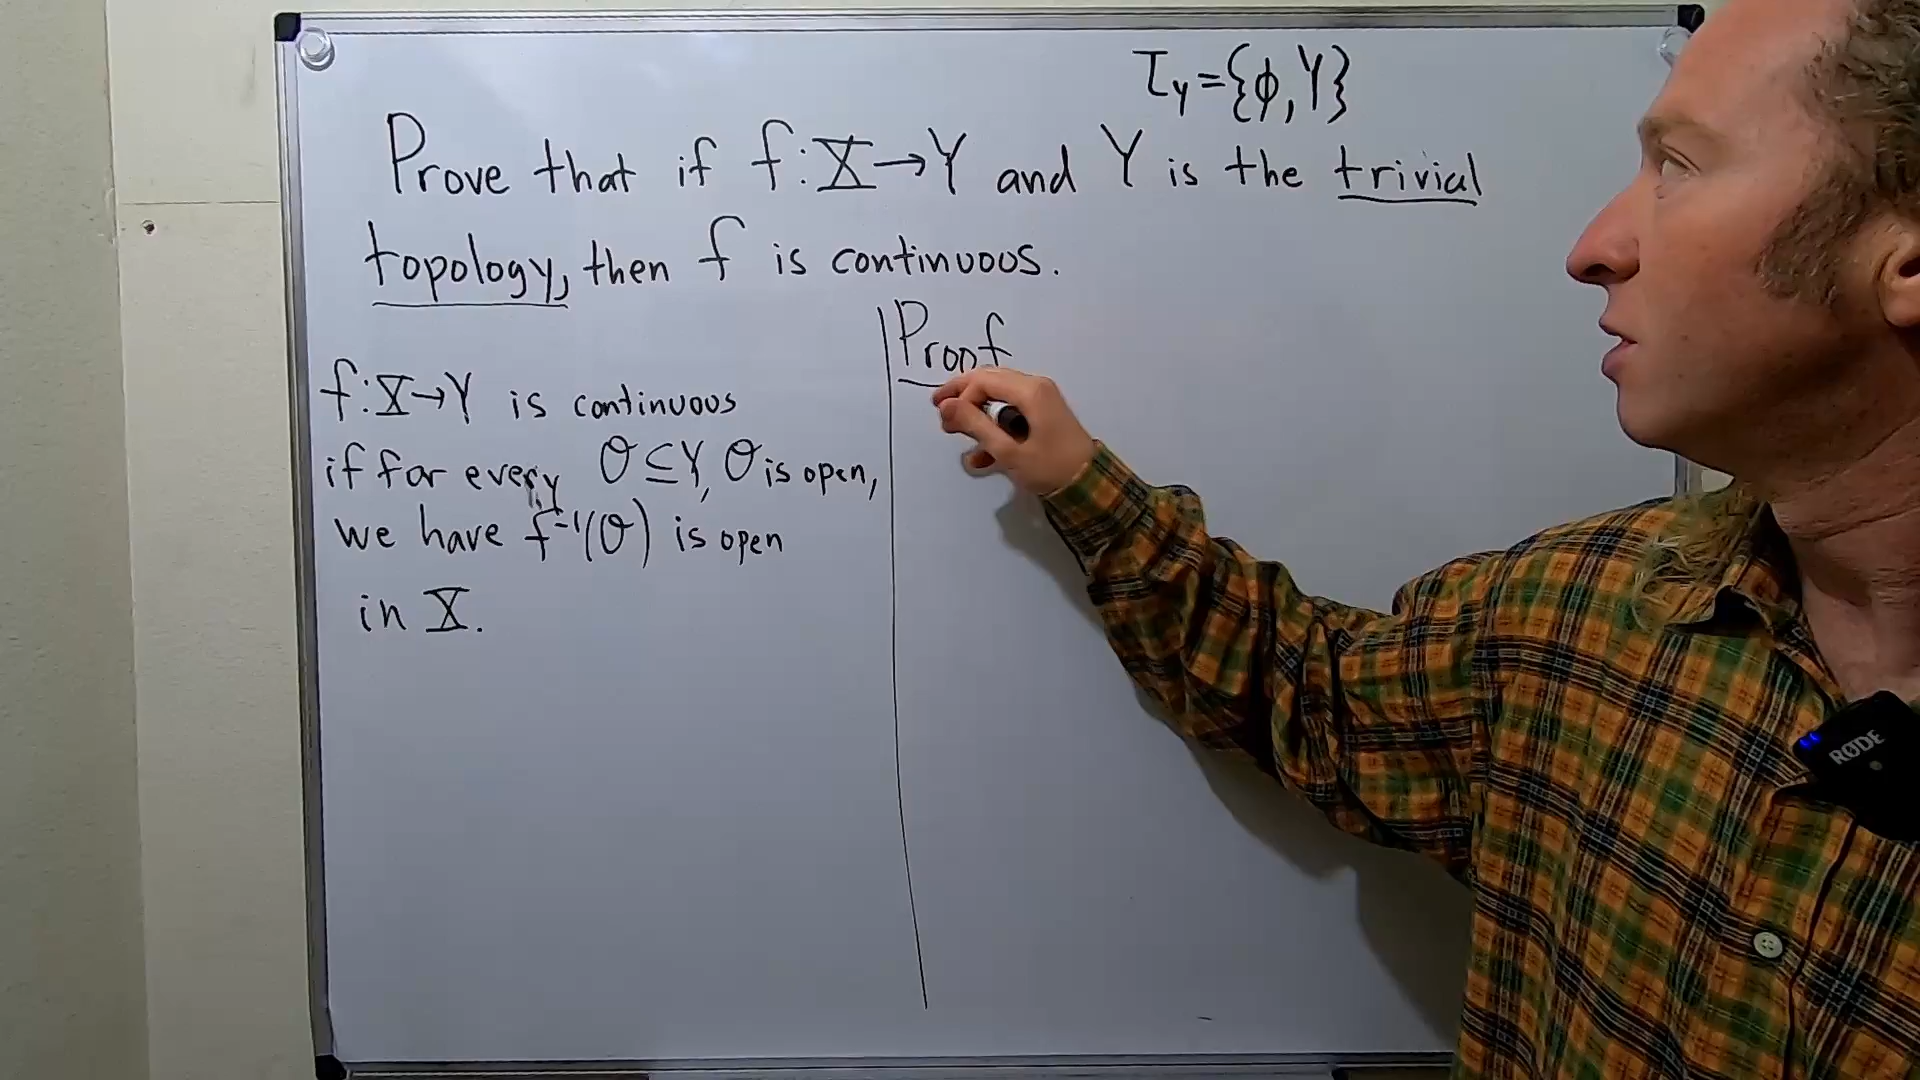 τ_Y = {ϕ, Y}
Prove that if f: X → Y and Y is the trivial
topology, then f is continuous.
Proof
f: X → Y is continuous
if for every O ⊆ Y, O is open,
we have f⁻¹(O) is open
in X.
RØDE